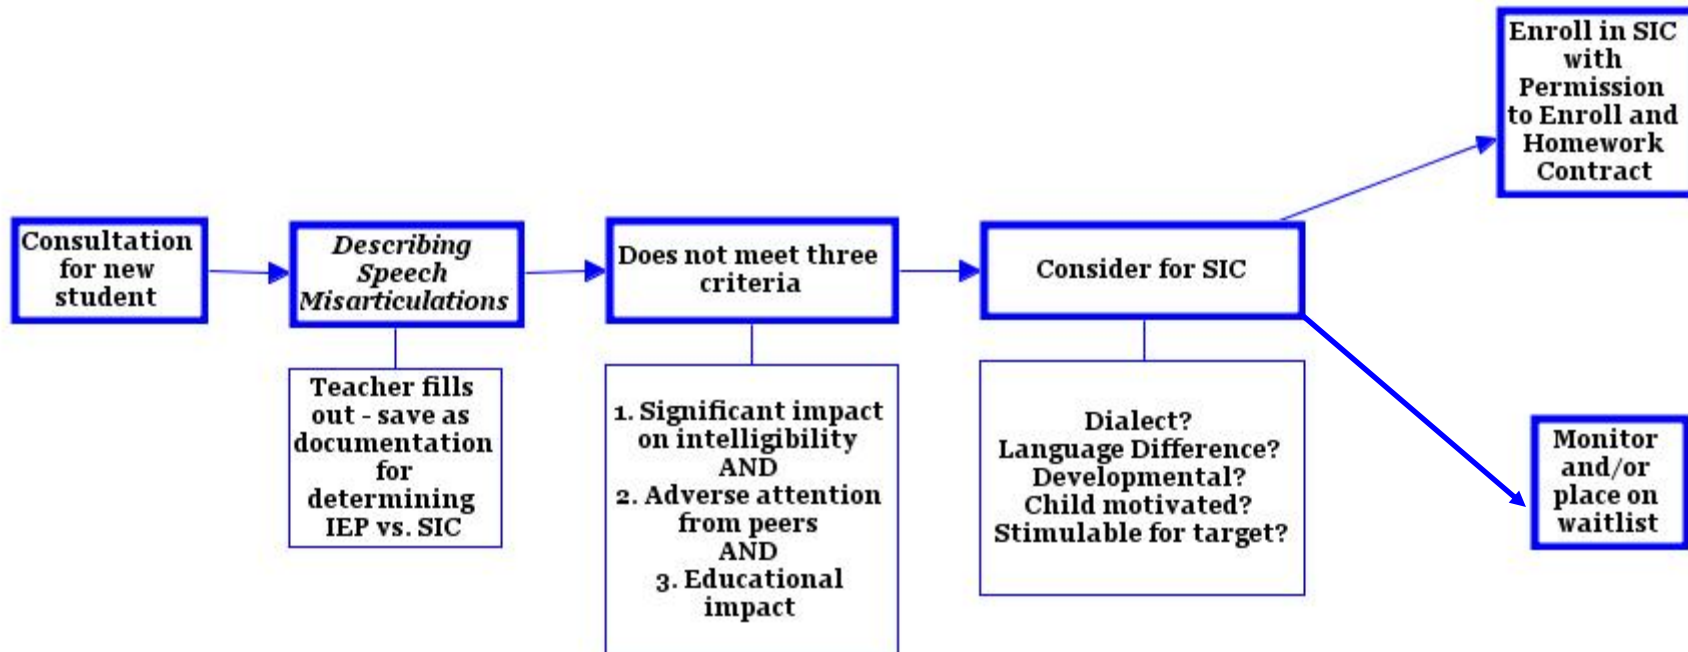 Consultation
for new
student
Describing
Speech
Misarticulations
Teacher fills
out - save as
documentation
for
determining
IEP vs. SIC
Does not meet three
criteria
1. Significant impact
on intelligibility
AND
2. Adverse attention
from peers
AND
3. Educational
impact
Consider for SIC
Dialect?
Language Difference?
Developmental?
Child motivated?
Stimulable for target?
Enroll in SIC
with
Permission
to Enroll and
Homework
Contract
Monitor
and/or
place on
waitlist